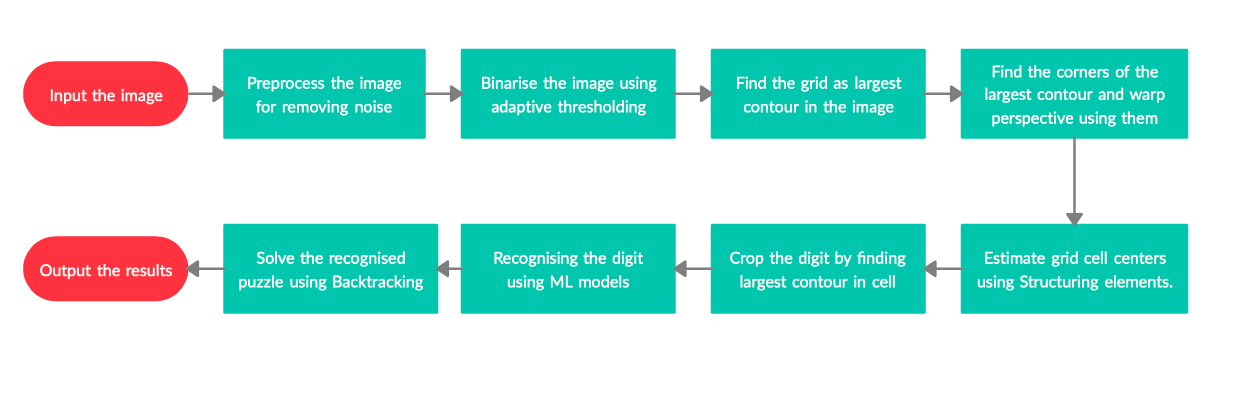 Input the image
Preprocess the image
for removing noise
Binarise the image using
adaptive thresholding
Find the grid as largest
contour in the image
Find the corners of the
largest contour and warp
perspective using them
Estimate grid cell centers
using Structuring elements.
Crop the digit by finding
largest contour in cell
Recognising the digit
using ML models
Solve the recognised
puzzle using Backtracking
Output the results